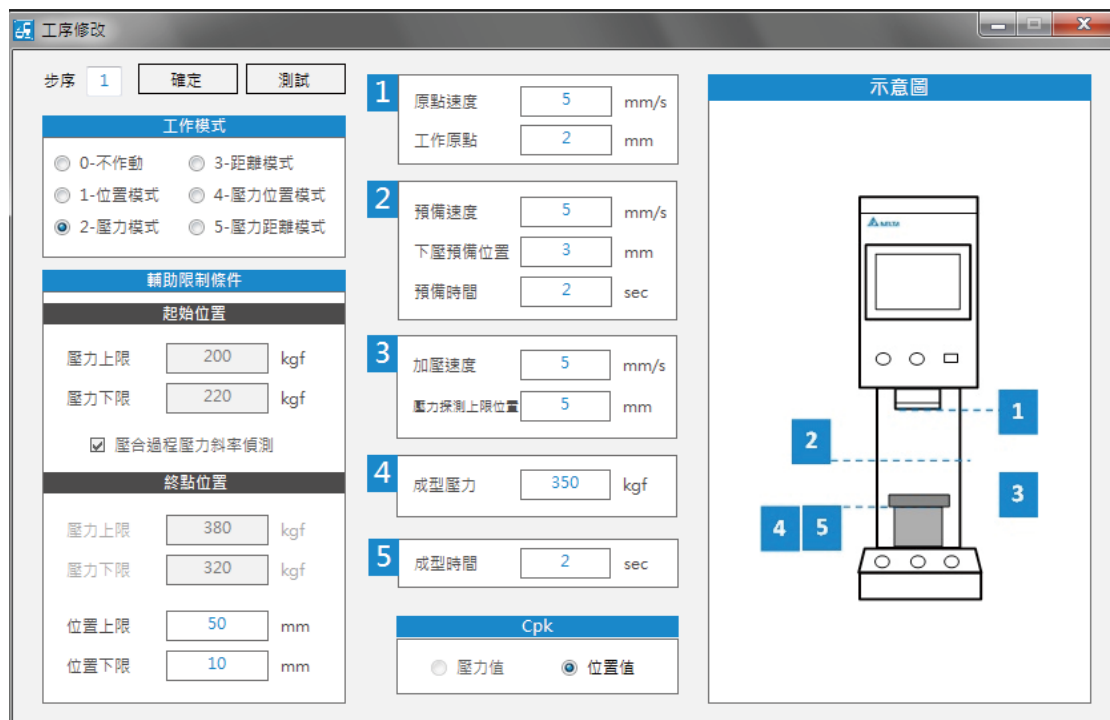 工序修改
步序 1 確定 測試
工作模式
0-不作動 3-距離模式
1-位置模式 4-壓力位置模式
2-壓力模式 5-壓力距離模式
輔助限制條件
起始位置
壓力上限 200 kgf
壓力下限 220 kgf
壓合過程壓力斜率偵測
終點位置
壓力上限 380 kgf
壓力下限 320 kgf
位置上限 50 mm
位置下限 10 mm
1
原點速度 5 mm/s
工作原點 2 mm
2
預備速度 5 mm/s
下壓預備位置 3 mm
預備時間 2 sec
3
加壓速度 5 mm/s
壓力探測上限位置 5 mm
4
成型壓力 350 kgf
5
成型時間 2 sec
Cpk
壓力值 位置值
示意圖
DELTA
1
2
3
4 5